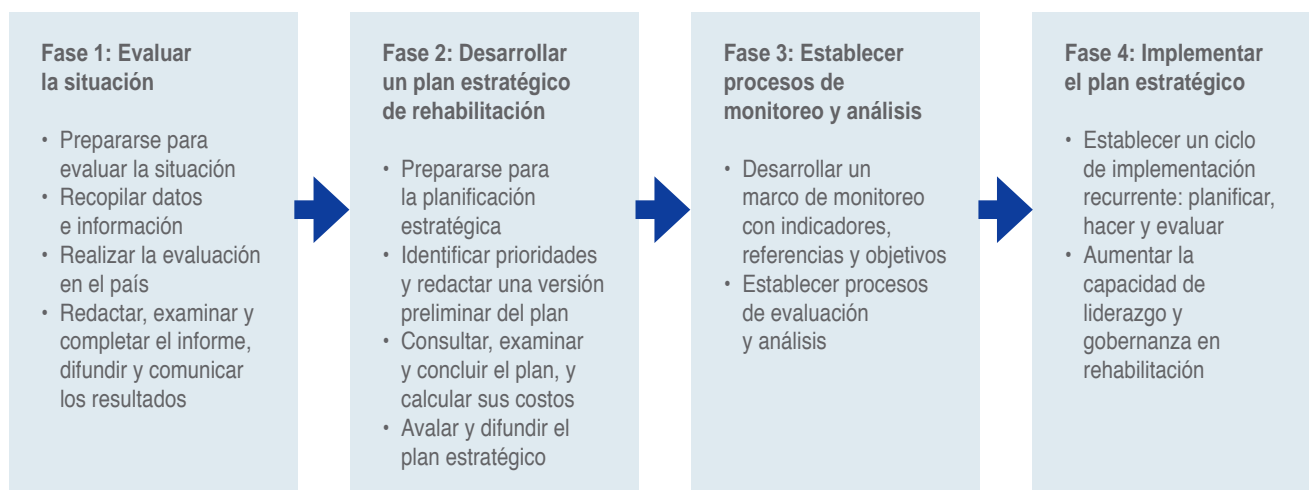 Fase 1: Evaluar
la situación
• Prepararse para
evaluar la situación
• Recopilar datos
e información
• Realizar la evaluación
en el país
• Redactar, examinar y
completar el informe,
difundir y comunicar
los resultados
Fase 2: Desarrollar
un plan estratégico
de rehabilitación
• Prepararse para
la planificación
estratégica
• Identificar prioridades
y redactar una versión
preliminar del plan
• Consultar, examinar
y concluir el plan, y
calcular sus costos
• Avalar y difundir el
plan estratégico
Fase 3: Establecer
procesos de
monitoreo y análisis
• Desarrollar un
marco de monitoreo
con indicadores,
referencias y objetivos
• Establecer procesos
de evaluación
y análisis
Fase 4: Implementar
el plan estratégico
• Establecer un ciclo
de implementación
recurrente: planificar,
hacer y evaluar
• Aumentar la
capacidad de
liderazgo y
gobernanza en
rehabilitación